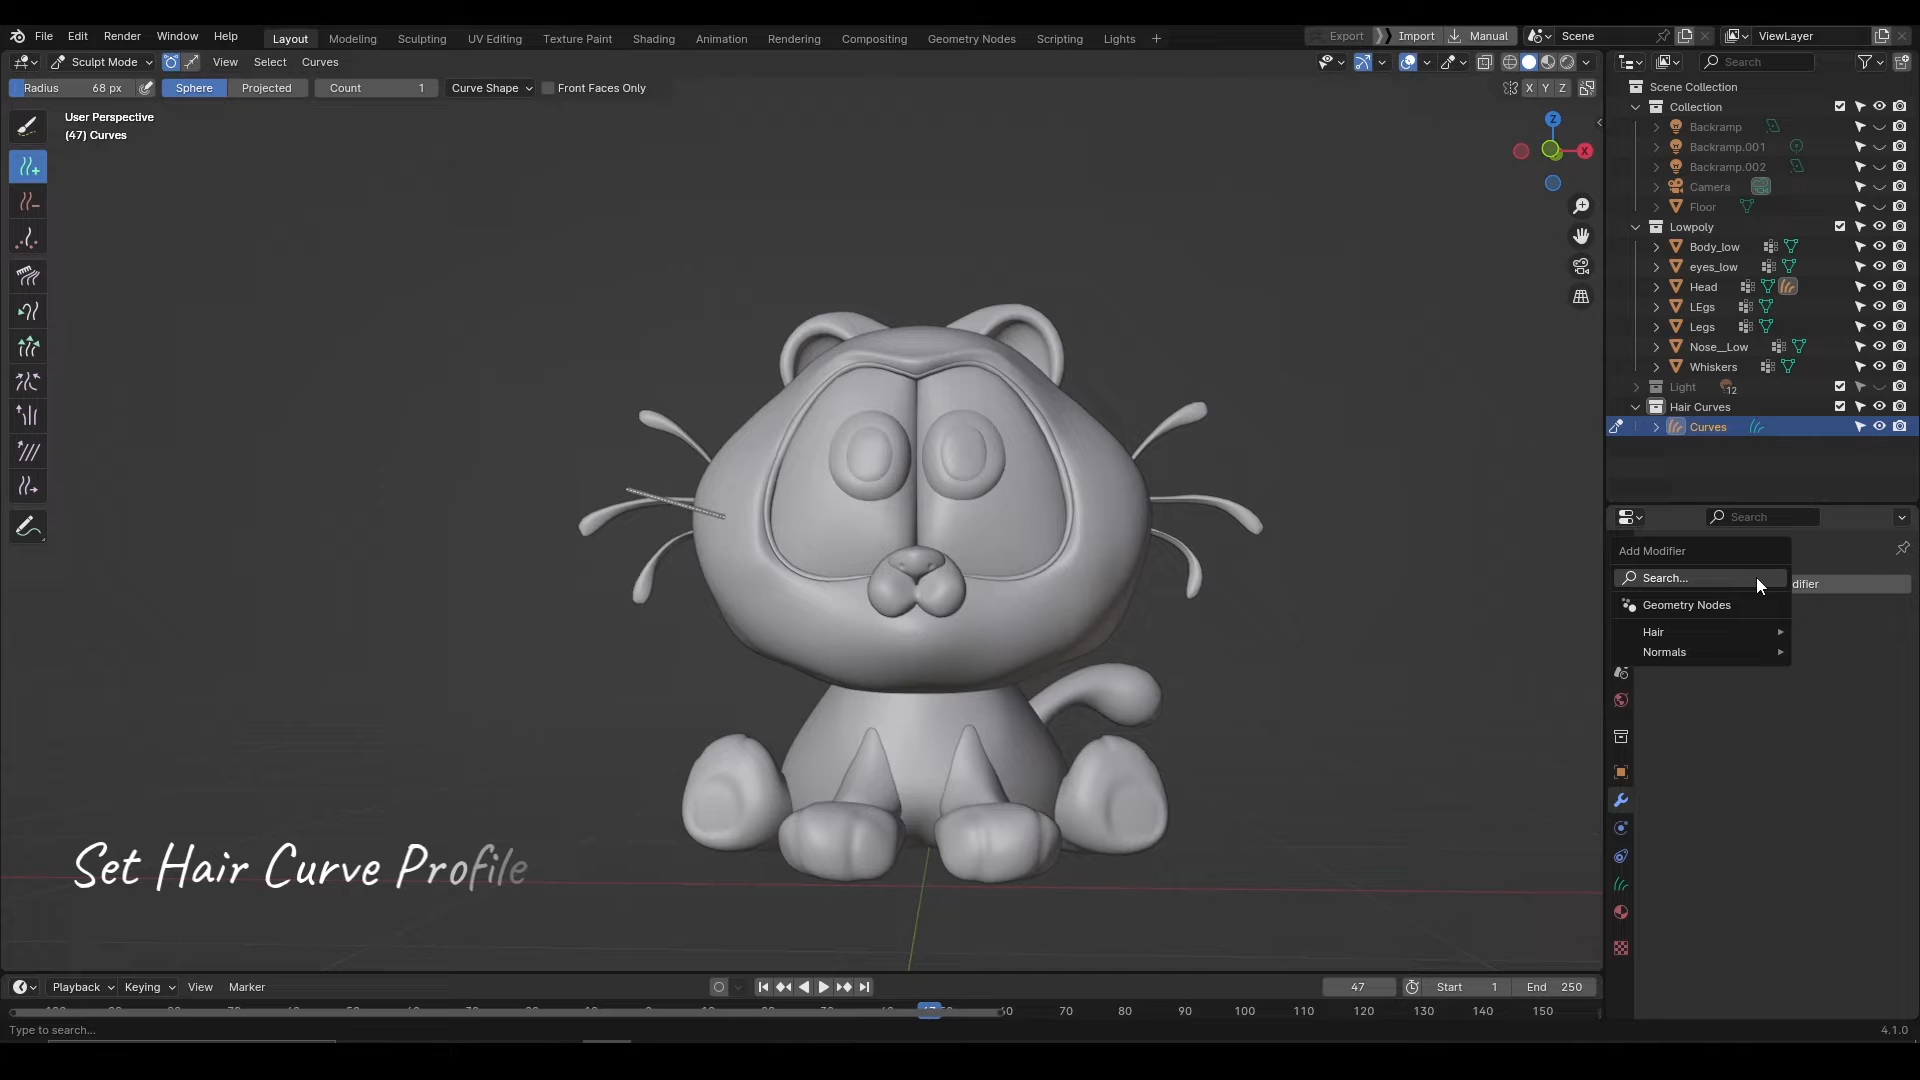 File Edit Render Window Help
Layout Modeling Sculpting UV Editing Texture Paint Shading Animation Rendering Compositing Geometry Nodes Scripting Lights +
Export Import Manual Scene ViewLayer
Sculpt Mode View Select Curves
Radius 68 px Sphere Projected Count 1 Curve Shape Front Faces Only X Y Z
Search
Scene Collection
Collection
Backramp
Backramp.001
Backramp.002
Camera
Floor
Lowpoly
Body_low
eyes_low
Head
LEgs
Legs
Nose__Low
Whiskers
Light 12
Hair Curves
Curves
User Perspective
(47) Curves
Z
X
Search
Add Modifier
Search...
difier
Geometry Nodes
Hair
Normals
Set Hair Curve Profile
Playback Keying View Marker
47 Start 1 End 250
70 80 90 100 110 120 130 140 150
Type to search...
4.1.0